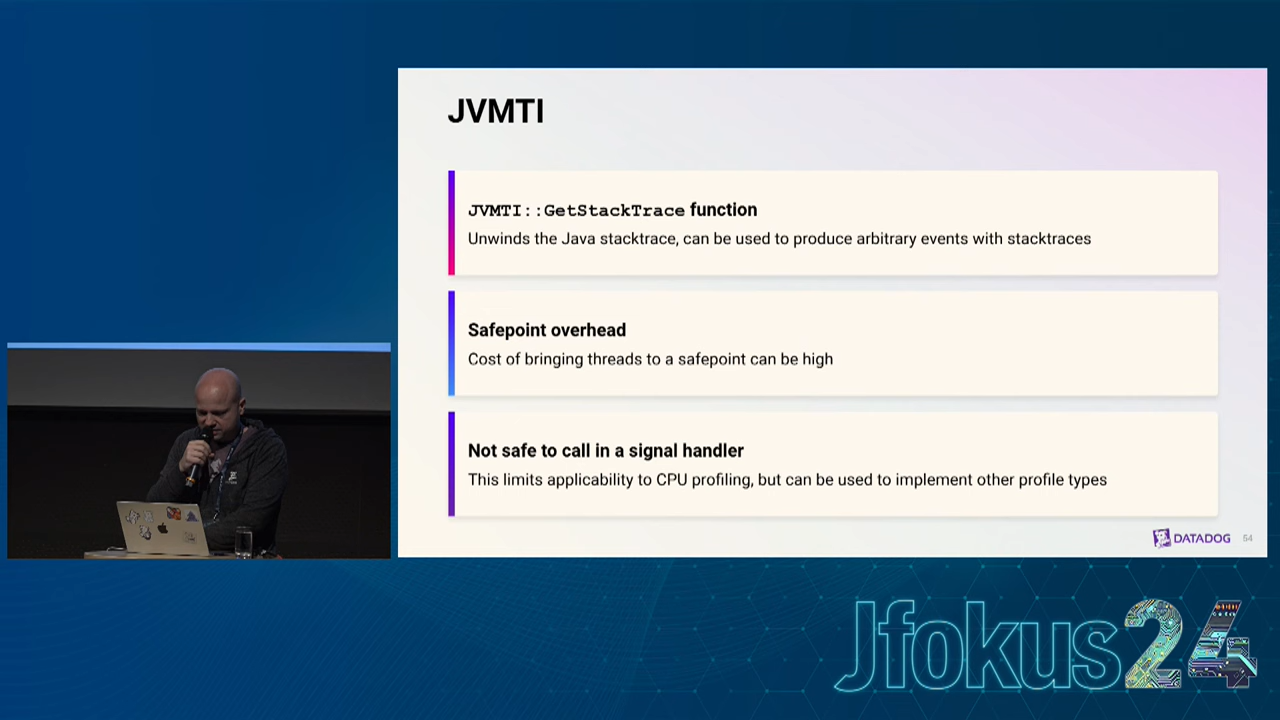 JVMTI
JVMTI::GetStackTrace function
Unwinds the Java stacktrace, can be used to produce arbitrary events with stacktraces
Safepoint overhead
Cost of bringing threads to a safepoint can be high
Not safe to call in a signal handler
This limits applicability to CPU profiling, but can be used to implement other profile types
DATADOG 54
Jfokus24